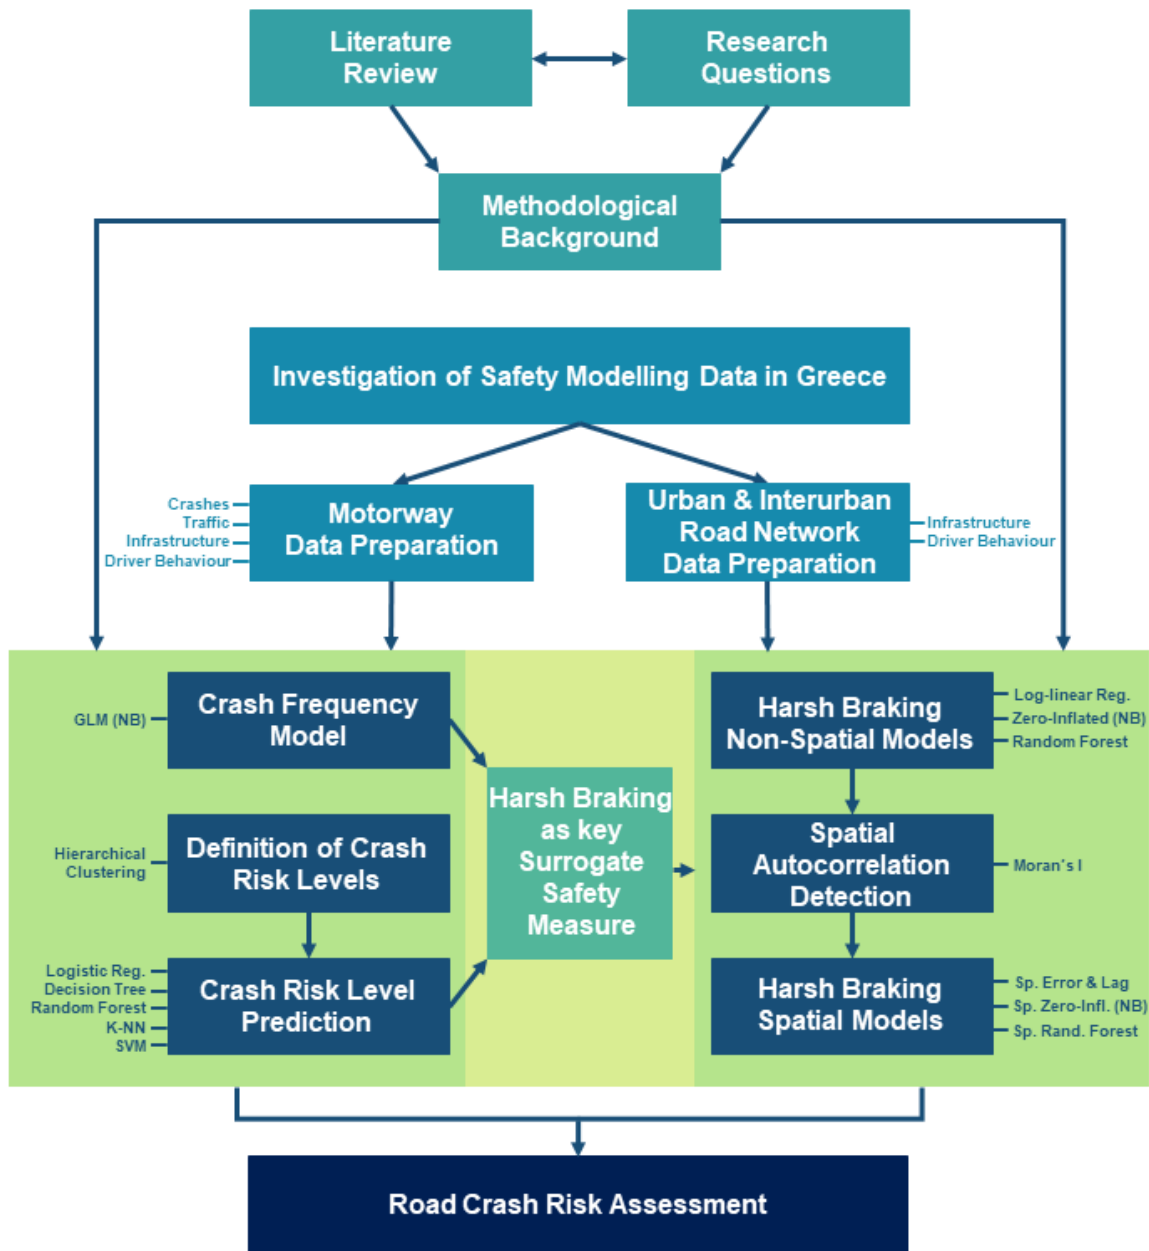 Literature
Review
Research
Questions
Methodological
Background
Investigation of Safety Modelling Data in Greece
Crashes
Traffic
Infrastructure
Driver Behaviour
Motorway
Data Preparation
Urban & Interurban
Road Network
Data Preparation
Infrastructure
Driver Behaviour
GLM (NB)
Crash Frequency
Model
Hierarchical
Clustering
Definition of Crash
Risk Levels
Logistic Reg.
Decision Tree
Random Forest
K-NN
SVM
Crash Risk Level
Prediction
Harsh Braking
as key
Surrogate
Safety
Measure
Harsh Braking
Non-Spatial Models
Log-linear Reg.
Zero-Inflated (NB)
Random Forest
Spatial
Autocorrelation
Detection
Moran's I
Harsh Braking
Spatial Models
Sp. Error & Lag
Sp. Zero-Infl. (NB)
Sp. Rand. Forest
Road Crash Risk Assessment